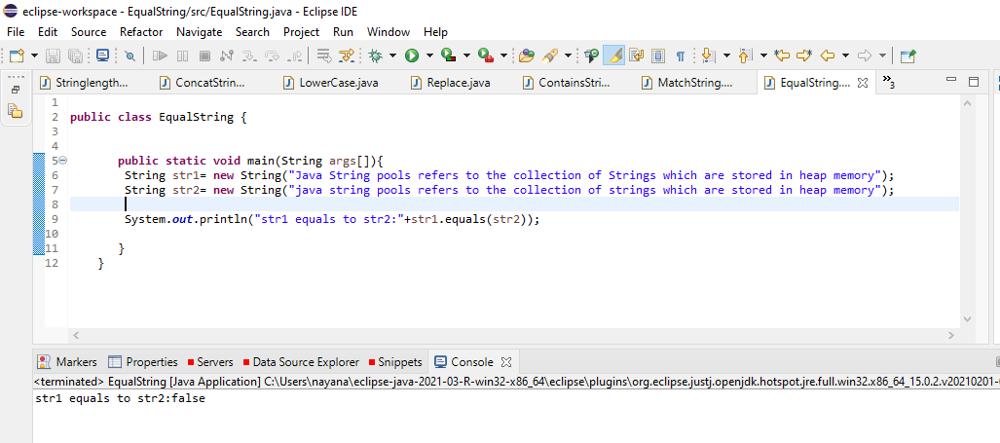 eclipse-workspace - EqualString/src/EqualString.java - Eclipse IDE
File Edit Source Refactor Navigate Search Project Run Window Help
Stringlength... ConcatStrin... LowerCase.java Replace.java ContainsStri... MatchString.... EqualString.... »3
1
2 public class EqualString {
3
4
5 public static void main(String args[]){
6 String str1= new String("Java String pools refers to the collection of Strings which are stored in heap memory");
7 String str2= new String("java string pools refers to the collection of strings which are stored in heap memory");
8
9 System.out.println("str1 equals to str2:"+str1.equals(str2));
10
11 }
12 }
Markers Properties Servers Data Source Explorer Snippets Console
<terminated> EqualString [Java Application] C:\Users\nayana\eclipse-java-2021-03-R-win32-x86_64\eclipse\plugins\org.eclipse.justj.openjdk.hotspot.jre.full.win32.x86_64_15.0.2.v20210201-
str1 equals to str2:false